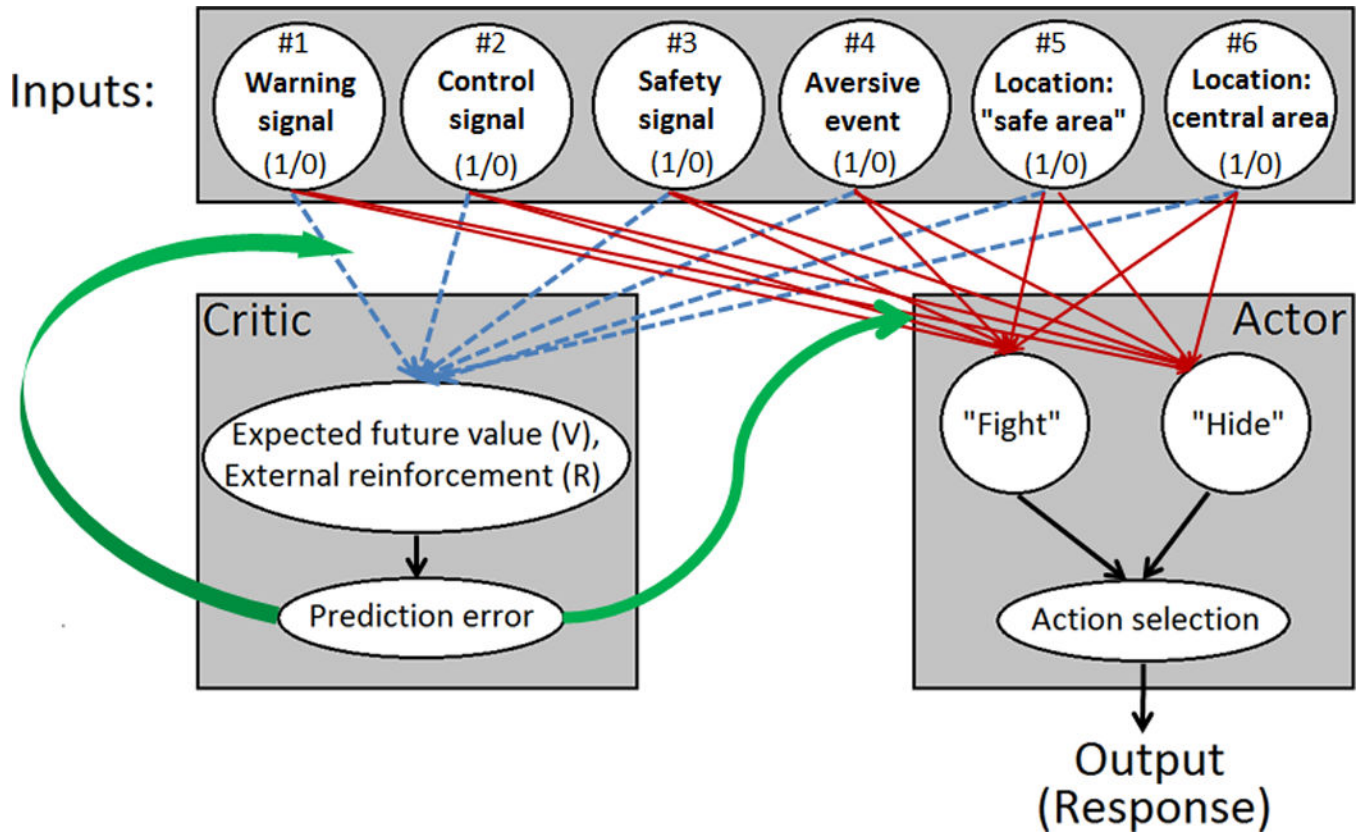 Inputs:
#1
Warning
signal
(1/0)
#2
Control
signal
(1/0)
#3
Safety
signal
(1/0)
#4
Aversive
event
(1/0)
#5
Location:
"safe area"
(1/0)
#6
Location:
central area
(1/0)
Critic
Expected future value (V),
External reinforcement (R)
Prediction error
Actor
"Fight"
"Hide"
Action selection
Output
(Response)